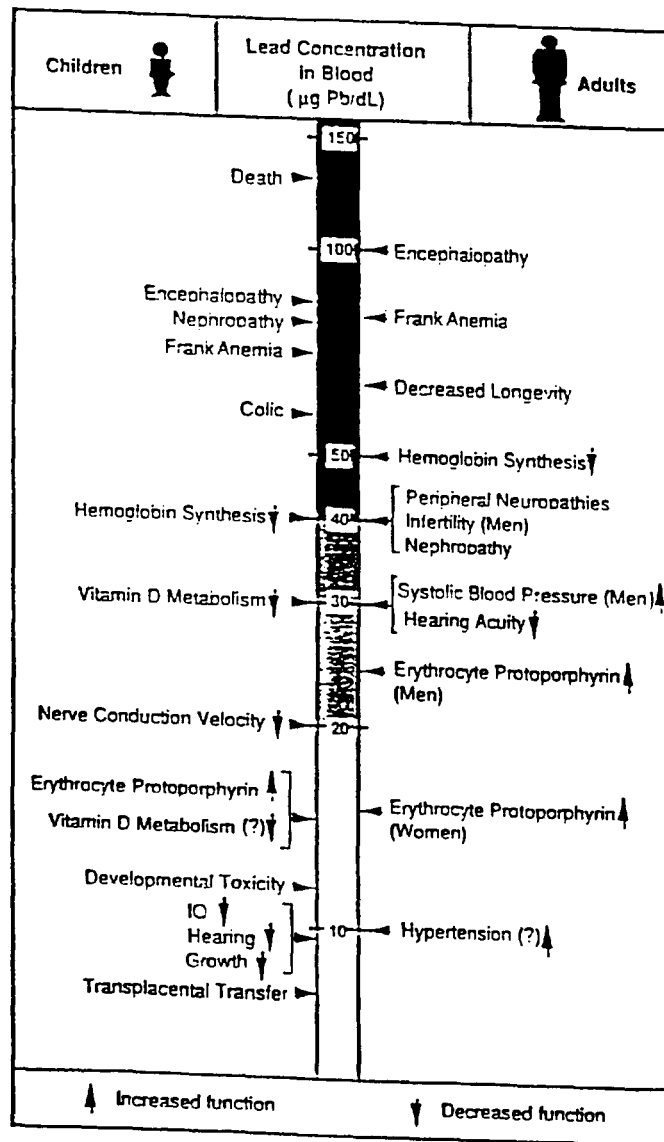 Children
Lead Concentration
in Blood
(µg Pb/dL)
Adults
150
Death
100
Encephalopathy
Encephalopathy
Nephropathy
Frank Anemia
Frank Anemia
Decreased Longevity
Colic
50
Hemoglobin Synthesis
Hemoglobin Synthesis
40
Peripheral Neuropathies
Infertility (Men)
Nephropathy
Vitamin D Metabolism
30
Systolic Blood Pressure (Men)
Hearing Acuity
Erythrocyte Protoporphyrin
(Men)
Nerve Conduction Velocity
20
Erythrocyte Protoporphyrin
Vitamin D Metabolism (?)
Erythrocyte Protoporphyrin
(Women)
Developmental Toxicity
IQ
Hearing
Growth
10
Hypertension (?)
Transplacental Transfer
Increased function
Decreased function